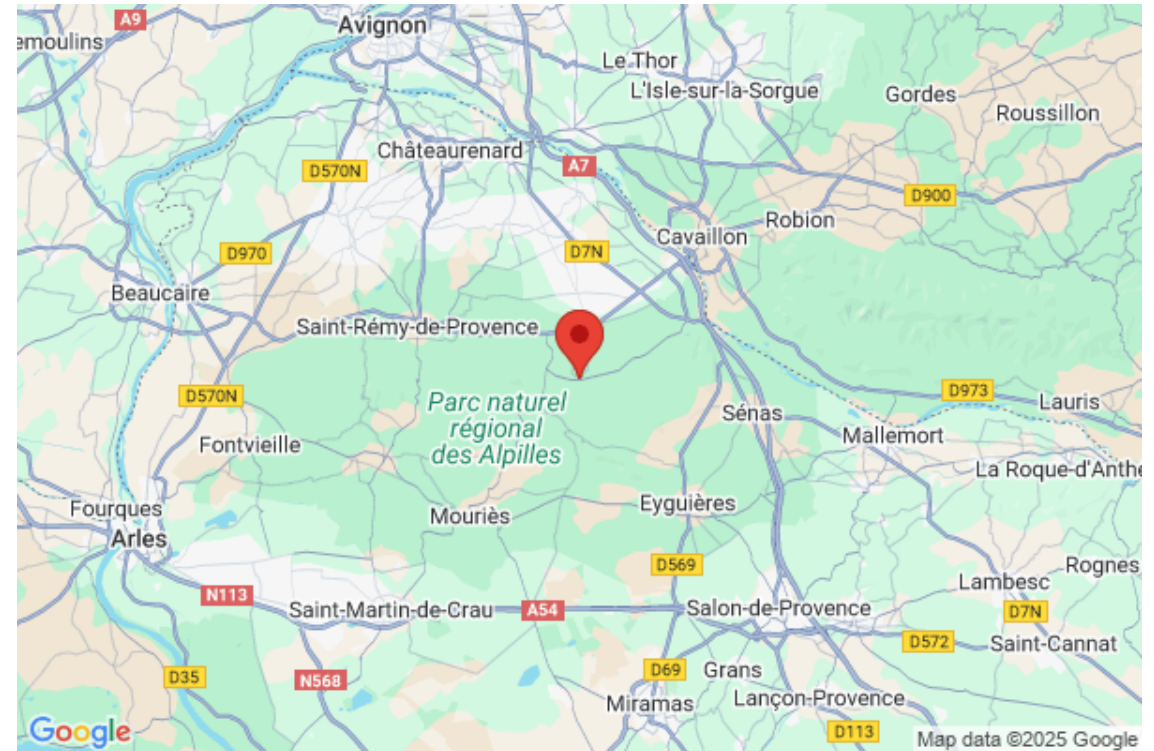 A9
Avignon
emoulins
Le Thor
L'Isle-sur-la-Sorgue
Gordes
Roussillon
Châteaurenard
A7
D570N
D900
Robion
Cavaillon
D970
D7N
Beaucaire
Saint-Rémy-de-Provence
D570N
Parc naturel
régional
des Alpilles
D973
Lauris
Sénas
Mallemort
Fontvieille
La Roque-d'Anthe
Eyguières
Fourques
Mouriès
Arles
D569
Rognes
Lambesc
N113
Saint-Martin-de-Crau
A54
Salon-de-Provence
D7N
D572
Saint-Cannat
D35
N568
D69
Grans
Miramas
Lançon-Provence
D113
Google
Map data ©2025 Google